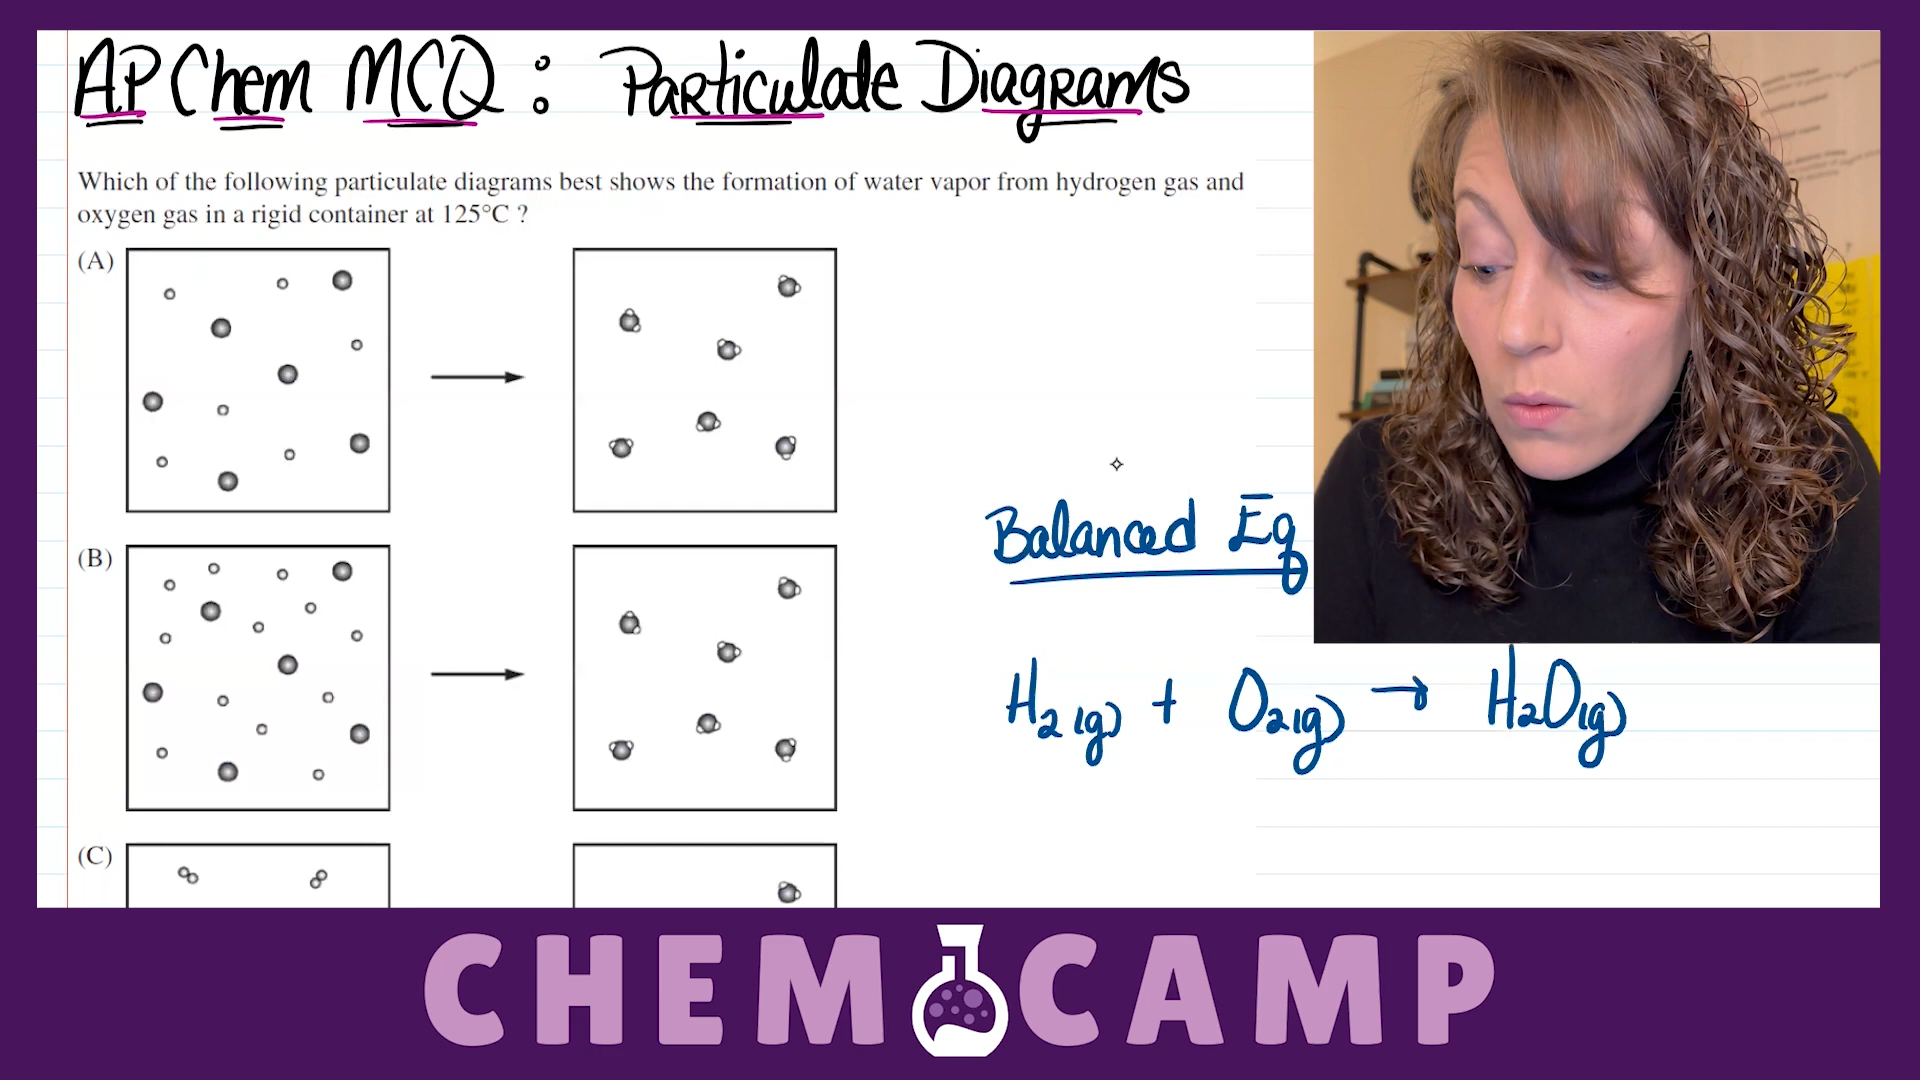 AP Chem MCQ : Particulate Diagrams
Which of the following particulate diagrams best shows the formation of water vapor from hydrogen gas and
oxygen gas in a rigid container at 125°C ?
(A)
(B)
(C)
Balanced Eq
H₂(g) + O₂(g) → H₂O(g)
CHEM CAMP